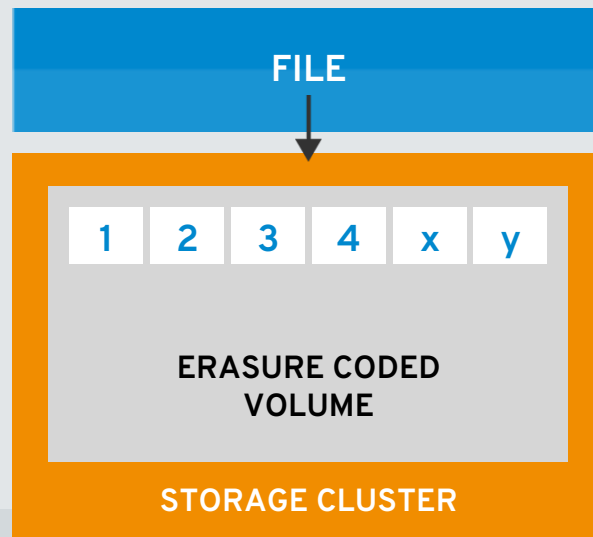 FILE
1 2 3 4 x y
ERASURE CODED
VOLUME
STORAGE CLUSTER